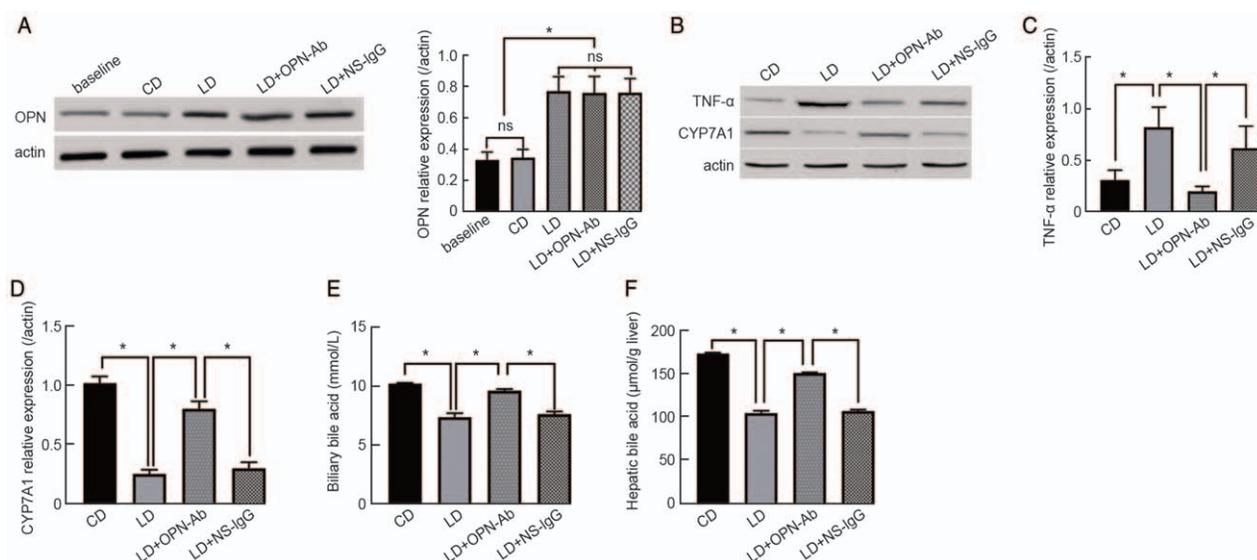 A
baseline
CD
LD
LD+OPN-Ab
LD+NS-IgG
OPN
actin
OPN relative expression (/actin)
1.0
0.8
0.6
0.4
0.2
0
*
ns
ns
baseline
CD
LD
LD+OPN-Ab
LD+NS-IgG
B
CD
LD
LD+OPN-Ab
LD+NS-IgG
TNF-α
CYP7A1
actin
C
TNF-α relative expression (/actin)
1.5
1.0
0.5
0
* * *
CD
LD
LD+OPN-Ab
LD+NS-IgG
D
CYP7A1 relative expression (/actin)
1.5
1.0
0.5
0
* * *
CD
LD
LD+OPN-Ab
LD+NS-IgG
E
Biliary bile acid (mmol/L)
15
10
5
0
* * *
CD
LD
LD+OPN-Ab
LD+NS-IgG
F
Hepatic bile acid (μmol/g liver)
200
150
100
50
0
* * *
CD
LD
LD+OPN-Ab
LD+NS-IgG